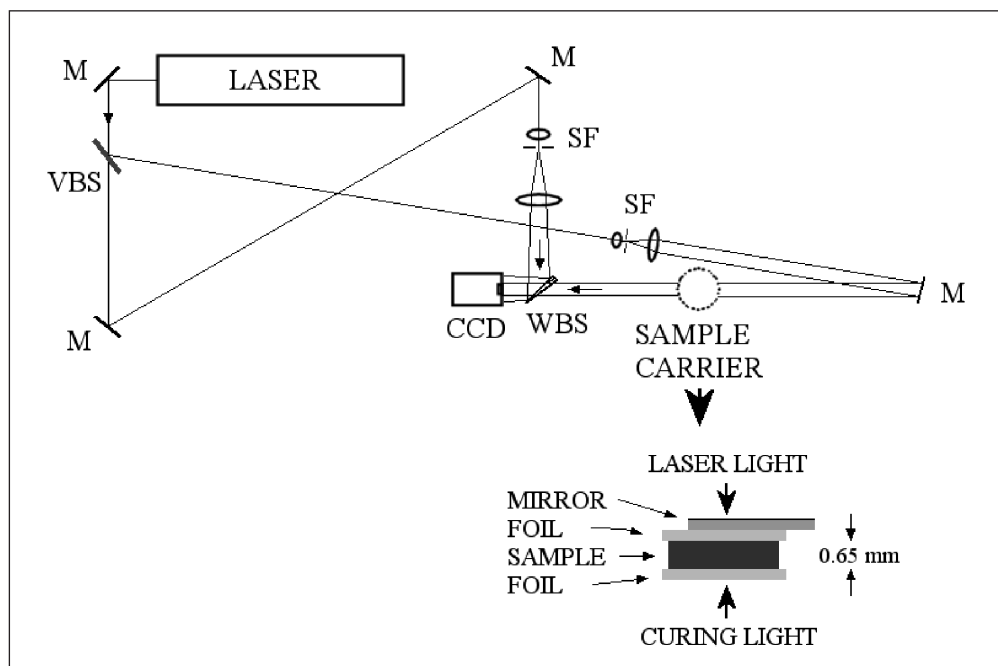 M
LASER
M
SF
VBS
SF
M
CCD
WBS
M
SAMPLE
CARRIER
LASER LIGHT
MIRROR
FOIL
SAMPLE
FOIL
0.65 mm
CURING LIGHT